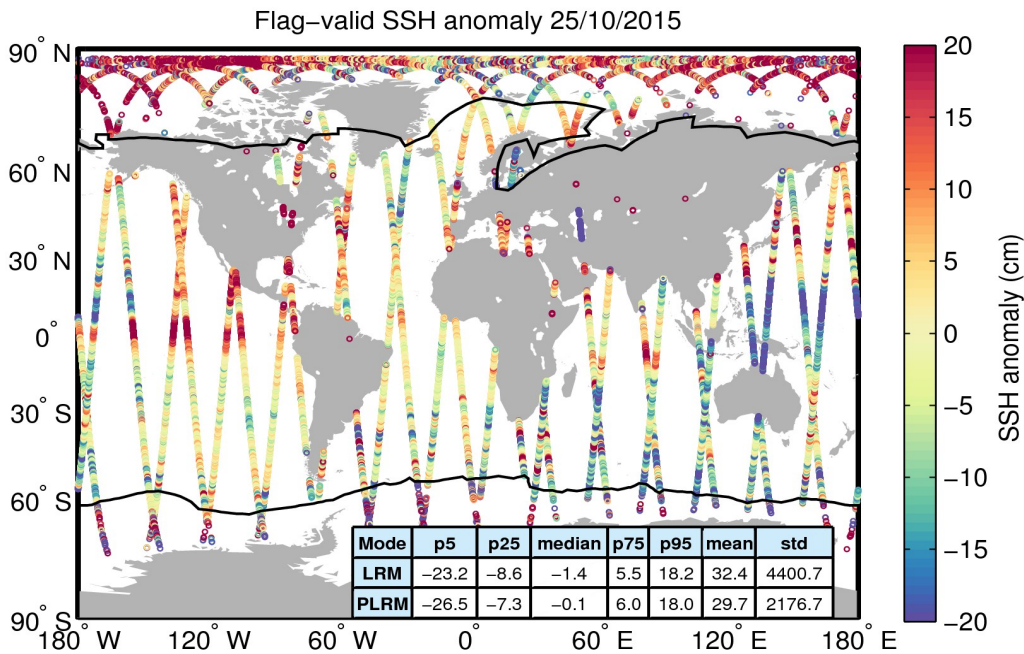 Flag−valid SSH anomaly 25/10/2015
90° N
60° N
30° N
0°
30° S
60° S
90° S
180° W
120° W
60° W
0°
60° E
120° E
180° E
Mode p5 p25 median p75 p95 mean std
LRM −23.2 −8.6 −1.4 5.5 18.2 32.4 4400.7
PLRM −26.5 −7.3 −0.1 6.0 18.0 29.7 2176.7
20
15
10
5
0
−5
−10
−15
−20
SSH anomaly (cm)